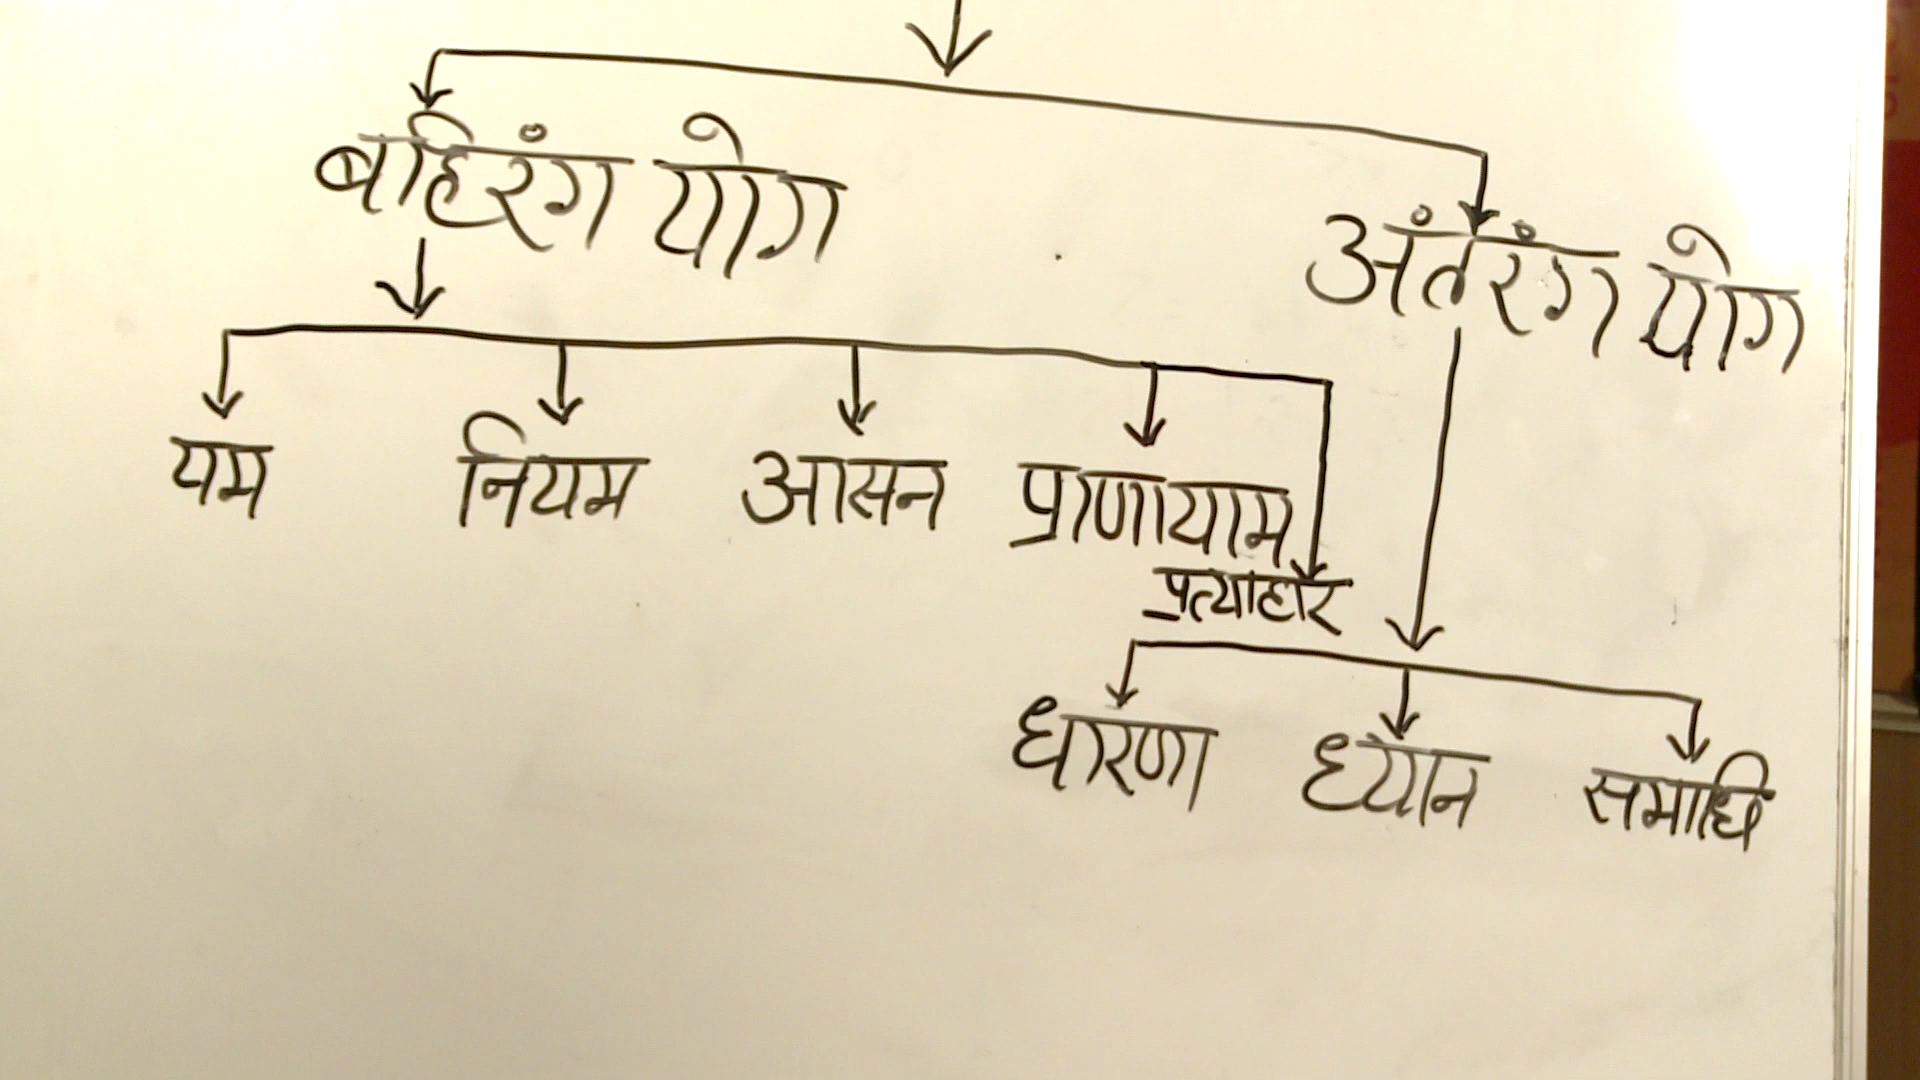 बहिरंग योग
अंतरंग योग
यम नियम आसन प्राणायाम
प्रत्याहार
धारणा ध्यान समाधि